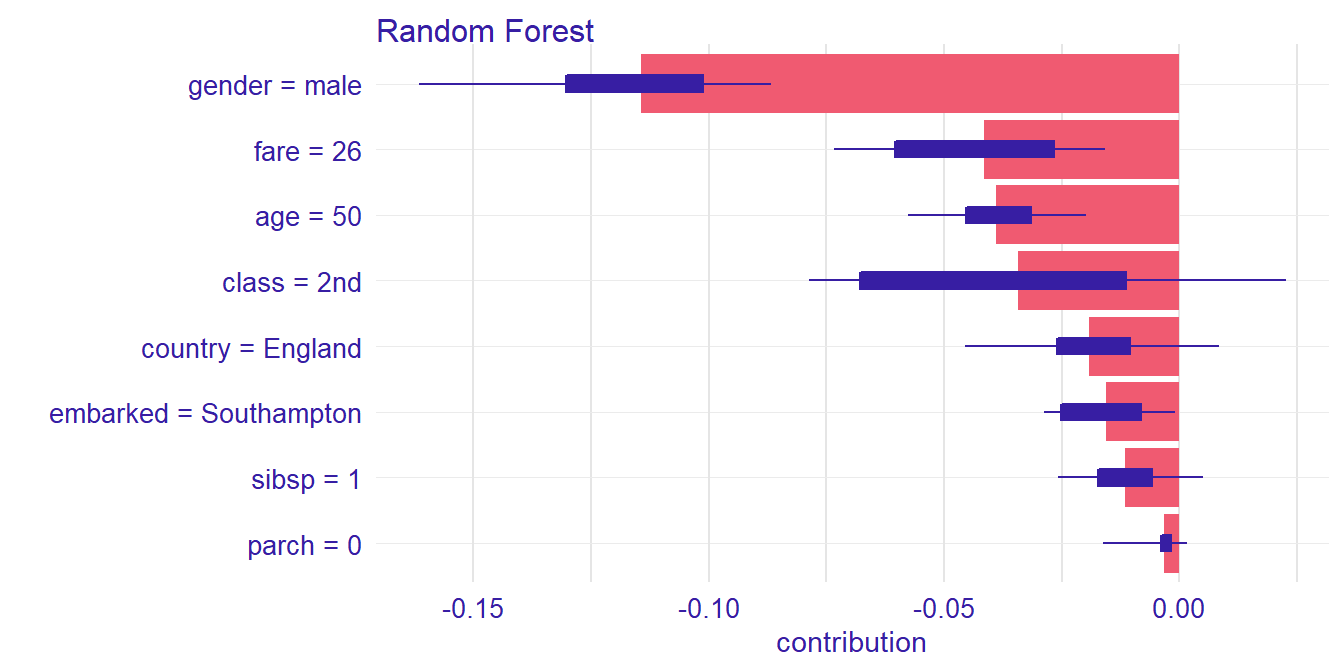 Random Forest
gender = male
fare = 26
age = 50
class = 2nd
country = England
embarked = Southampton
sibsp = 1
parch = 0
-0.15 -0.10 -0.05 0.00
contribution